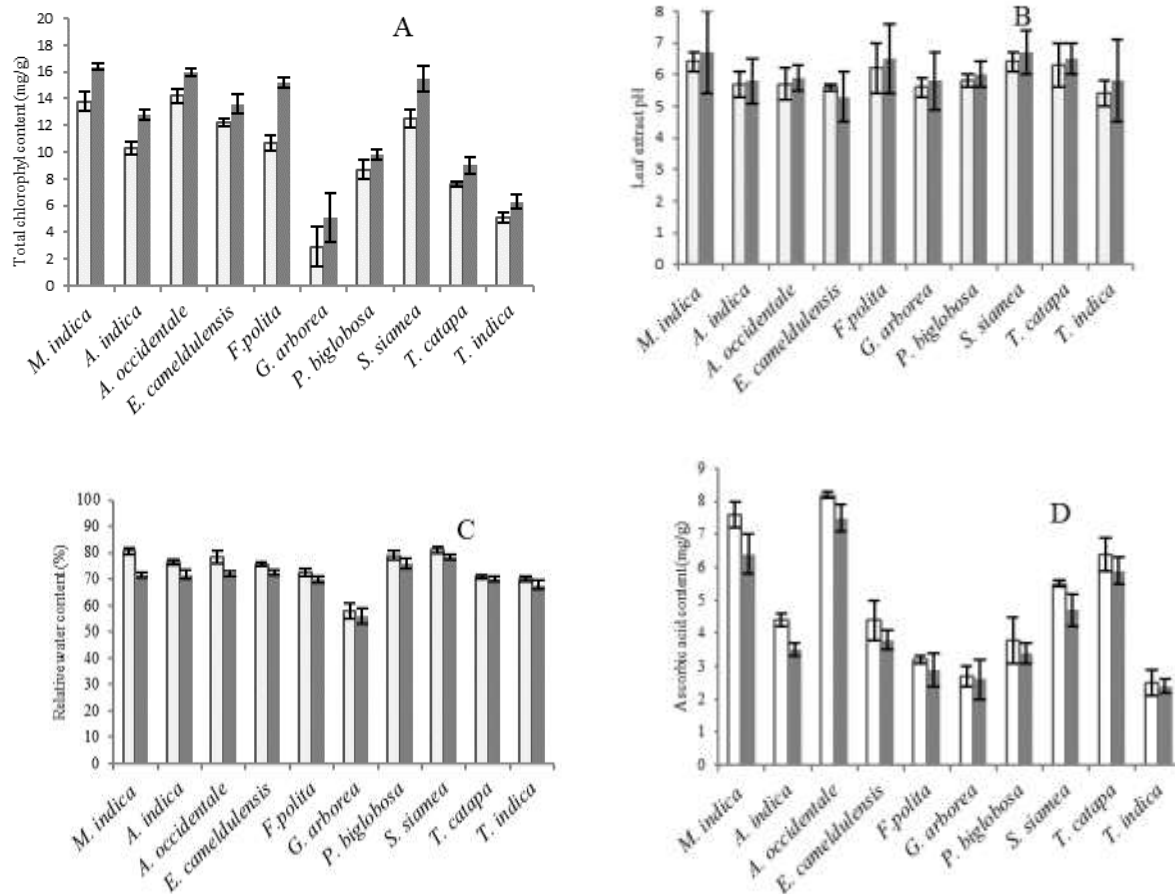 A
Total chlorophyl content (mg/g)
20
18
16
14
12
10
8
6
4
2
0
M. indica
A. indica
A. occidentale
E. cameldulensis
F.polita
G. arborea
P. biglobosa
S. siamea
T. catapa
T. indica
B
Leaf extract pH
8
7
6
5
4
3
2
1
0
M. indica
A. indica
A. occidentale
E. cameldulensis
F.polita
G. arborea
P. biglobosa
S. siamea
T. catapa
T. indica
C
Relative water content (%)
100
90
80
70
60
50
40
30
20
10
0
M. indica
A. indica
A. occidentale
E. cameldulensis
F.polita
G. arborea
P. biglobosa
S. siamea
T. catapa
T. indica
D
Ascorbic acid content (mg/g)
9
8
7
6
5
4
3
2
1
0
M. indica
A. indica
A. occidentale
E. cameldulensis
F.polita
G. arborea
P. biglobosa
S. siamea
T. catapa
T. indica